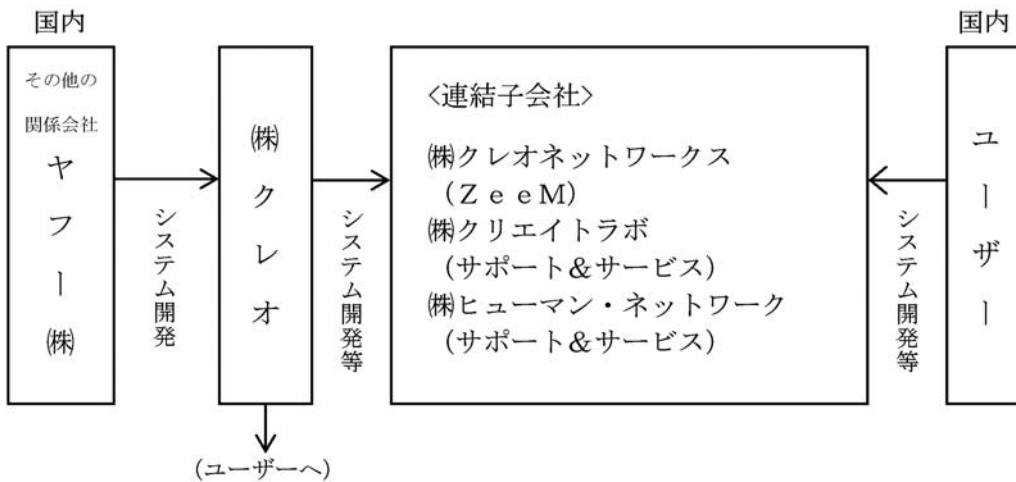 国内
その他の
関係会社
ヤフー㈱
システム開発
㈱クレオ
(ユーザーへ)
システム開発等
<連結子会社>
㈱クレオネットワークス
(ZeeM)
㈱クリエイトラボ
(サポート&サービス)
㈱ヒューマン・ネットワーク
(サポート&サービス)
システム開発等
国内
ユーザー